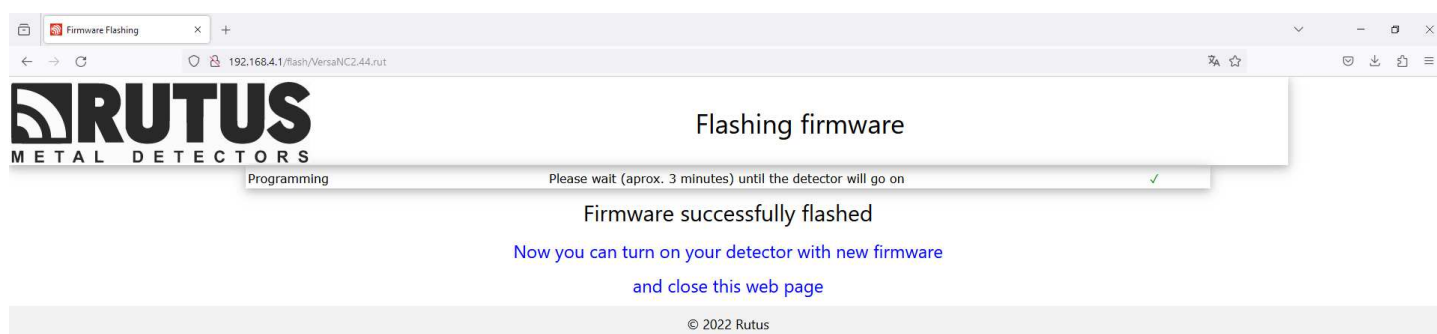 Firmware Flashing
192.168.4.1/flash/VersaNC2.44.rut
RUTUS
METAL DETECTORS
Flashing firmware
Programming Please wait (aprox. 3 minutes) until the detector will go on ✓
Firmware successfully flashed
Now you can turn on your detector with new firmware
and close this web page
© 2022 Rutus